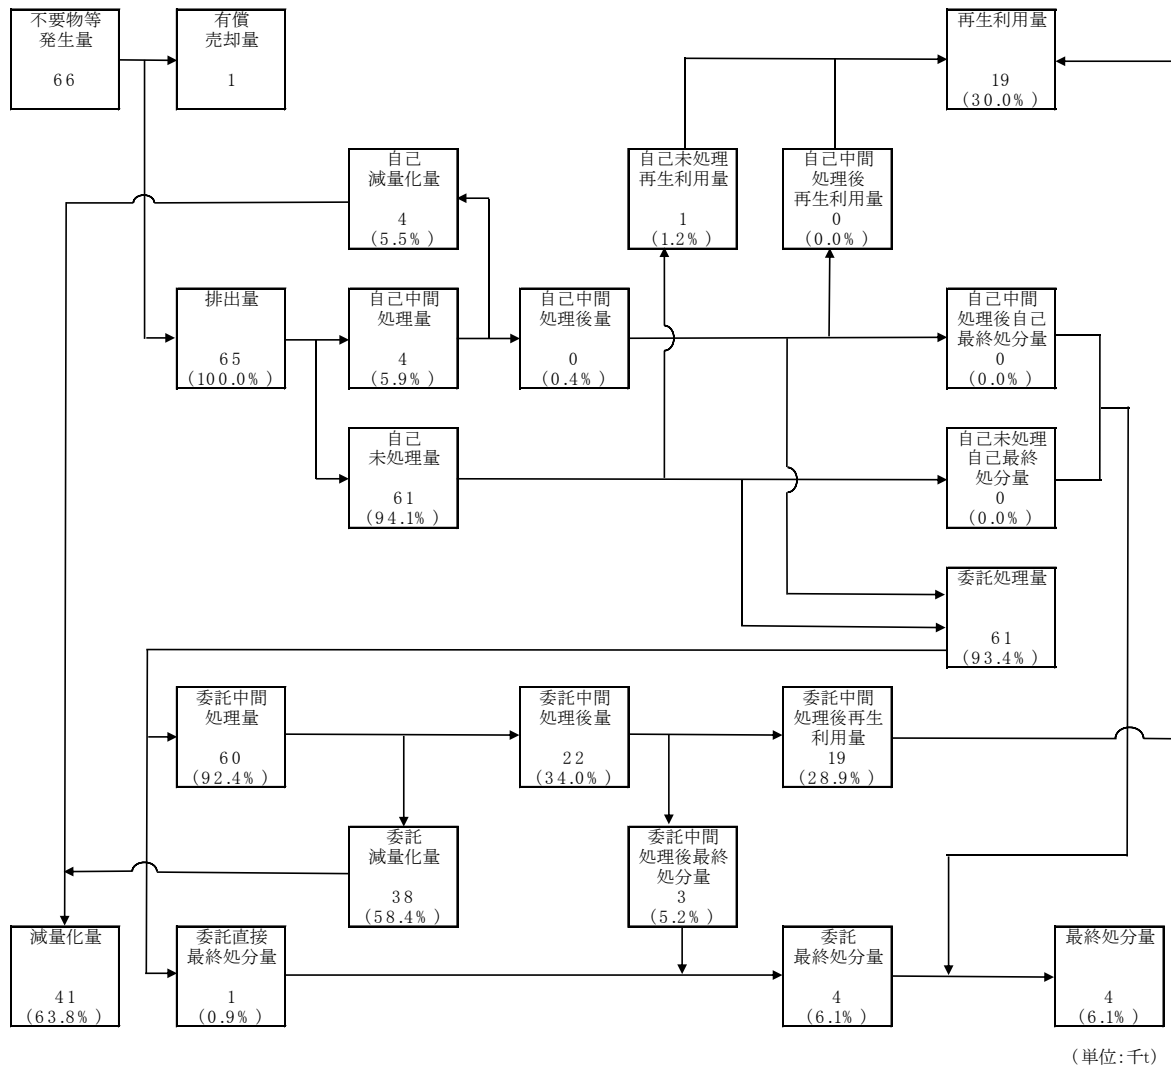 不要物等
発生量
66
有償
売却量
1
再生利用量
19
(30.0%)
自己
減量化量
4
(5.5%)
自己未処理
再生利用量
1
(1.2%)
自己中間
処理後
再生利用量
0
(0.0%)
排出量
65
(100.0%)
自己中間
処理量
4
(5.9%)
自己中間
処理後量
0
(0.4%)
自己中間
処理後自己
最終処分量
0
(0.0%)
自己
未処理量
61
(94.1%)
自己未処理
自己最終
処分量
0
(0.0%)
委託処理量
61
(93.4%)
委託中間
処理量
60
(92.4%)
委託中間
処理後量
22
(34.0%)
委託中間
処理後再生
利用量
19
(28.9%)
委託
減量化量
38
(58.4%)
委託中間
処理後最終
処分量
3
(5.2%)
減量化量
41
(63.8%)
委託直接
最終処分量
1
(0.9%)
委託
最終処分量
4
(6.1%)
最終処分量
4
(6.1%)
(単位:千t)